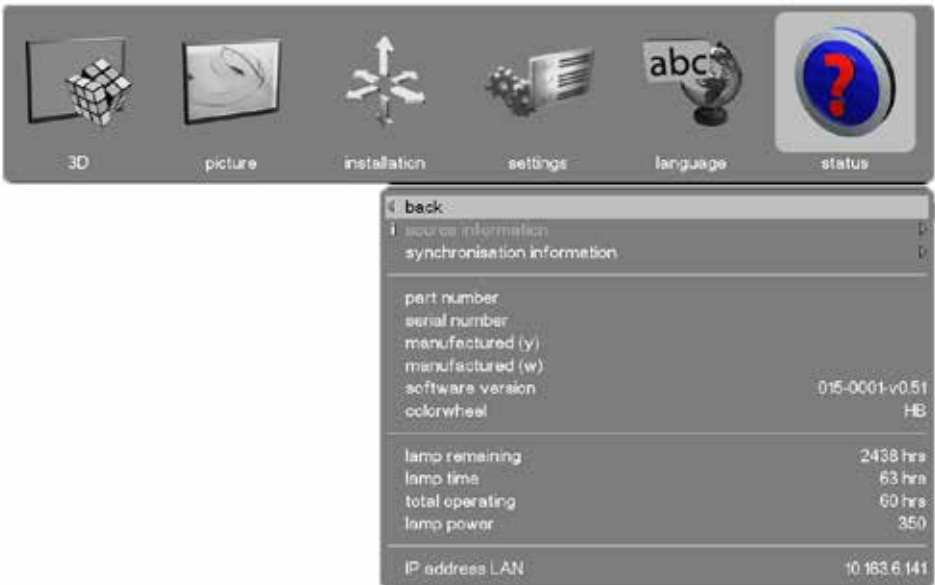 abc
?
3D picture installation settings language status
back
i source information
synchronisation information
part number
serial number
manufactured (y)
manufactured (w)
software version 015-0001-v0.51
colorwheel HB
lamp remaining 2438 hrs
lamp time 63 hrs
total operating 60 hrs
lamp power 350
IP address LAN 10.163.6.141